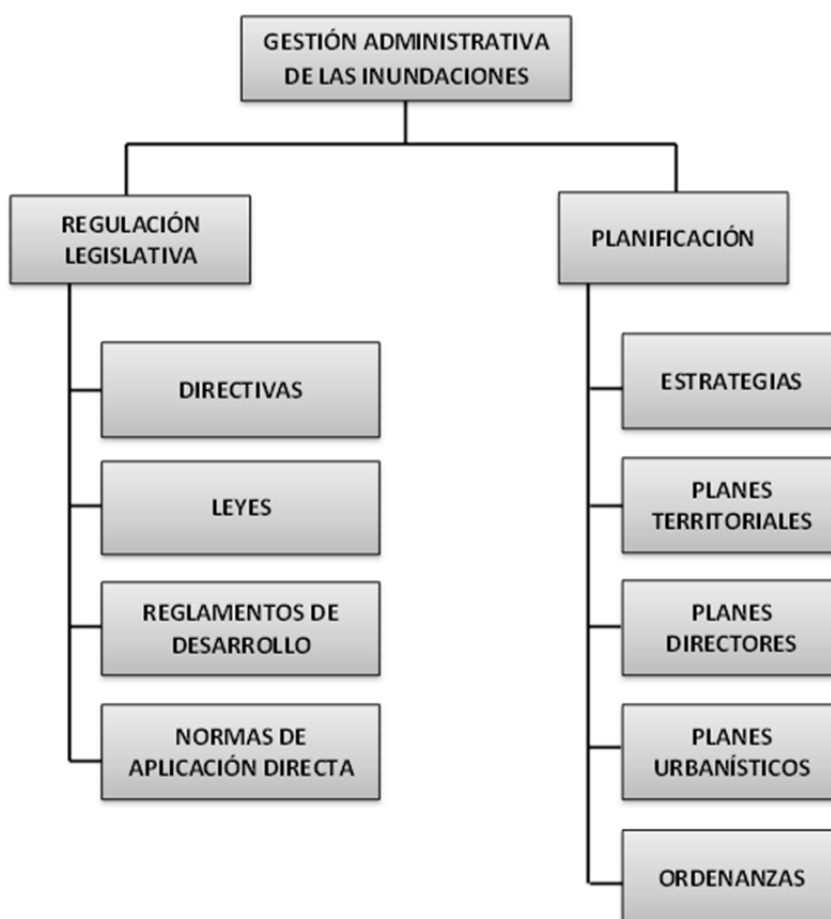 GESTIÓN ADMINISTRATIVA
DE LAS INUNDACIONES
REGULACIÓN
LEGISLATIVA
DIRECTIVAS
LEYES
REGLAMENTOS DE
DESARROLLO
NORMAS DE
APLICACIÓN DIRECTA
PLANIFICACIÓN
ESTRATEGIAS
PLANES
TERRITORIALES
PLANES
DIRECTORES
PLANES
URBANÍSTICOS
ORDENANZAS